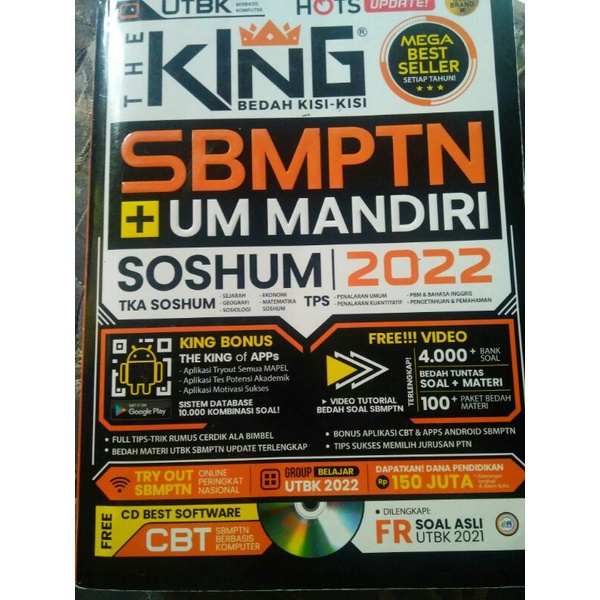 UTBK BERBASIS KOMPUTER
HOTS UPDATE!
BRAND
THE KING®
BEDAH KISI-KISI
MEGA BEST SELLER SETIAP TAHUN!
SBMPTN
+ UM MANDIRI
SOSHUM 2022
TKA SOSHUM
- SEJARAH
- GEOGRAFI
- SOSIOLOGI
- EKONOMI
- MATEMATIKA SOSHUM
TPS
- PENALARAN UMUM
- PENALARAN KUANTITATIF
- PBM & BAHASA INGGRIS
- PENGETAHUAN & PEMAHAMAN
KING BONUS
THE KING of APPs
- Aplikasi Tryout Semua MAPEL
- Aplikasi Tes Potensi Akademik
- Aplikasi Motivasi Sukses
SISTEM DATABASE
10.000 KOMBINASI SOAL!
GET IT ON
Google Play
FREE!!! VIDEO
VIDEO TUTORIAL
BEDAH SOAL SBMPTN
TERLENGKAP!
4.000+ BANK SOAL
BEDAH TUNTAS
SOAL + MATERI
100+ PAKET BEDAH MATERI
• FULL TIPS-TRIK RUMUS CERDIK ALA BIMBEL
• BEDAH MATERI UTBK SBMPTN UPDATE TERLENGKAP
• BONUS APLIKASI CBT & APPS ANDROID SBMPTN
• TIPS SUKSES MEMILIH JURUSAN PTN
TRY OUT SBMPTN
ONLINE PERINGKAT NASIONAL
GROUP BELAJAR
UTBK 2022
DAPATKAN! DANA PENDIDIKAN
Rp 150 JUTA
FREE
CD BEST SOFTWARE
CBT SBMPTN BERBASIS KOMPUTER
• DILENGKAPI:
FR SOAL ASLI UTBK 2021